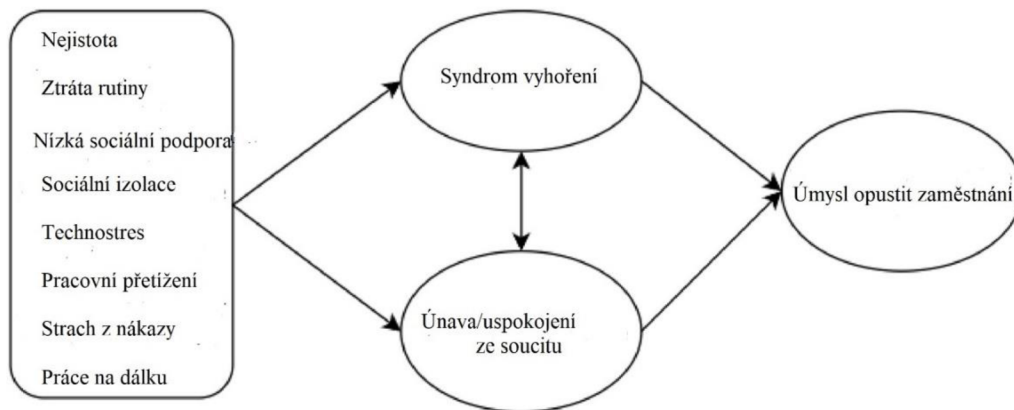 Nejistota
Ztráta rutiny
Nízká sociální podpora
Sociální izolace
Technostres
Pracovní přetížení
Strach z nákazy
Práce na dálku
Syndrom vyhoření
Únava/uspokojení
ze soucitu
Úmysl opustit zaměstnání